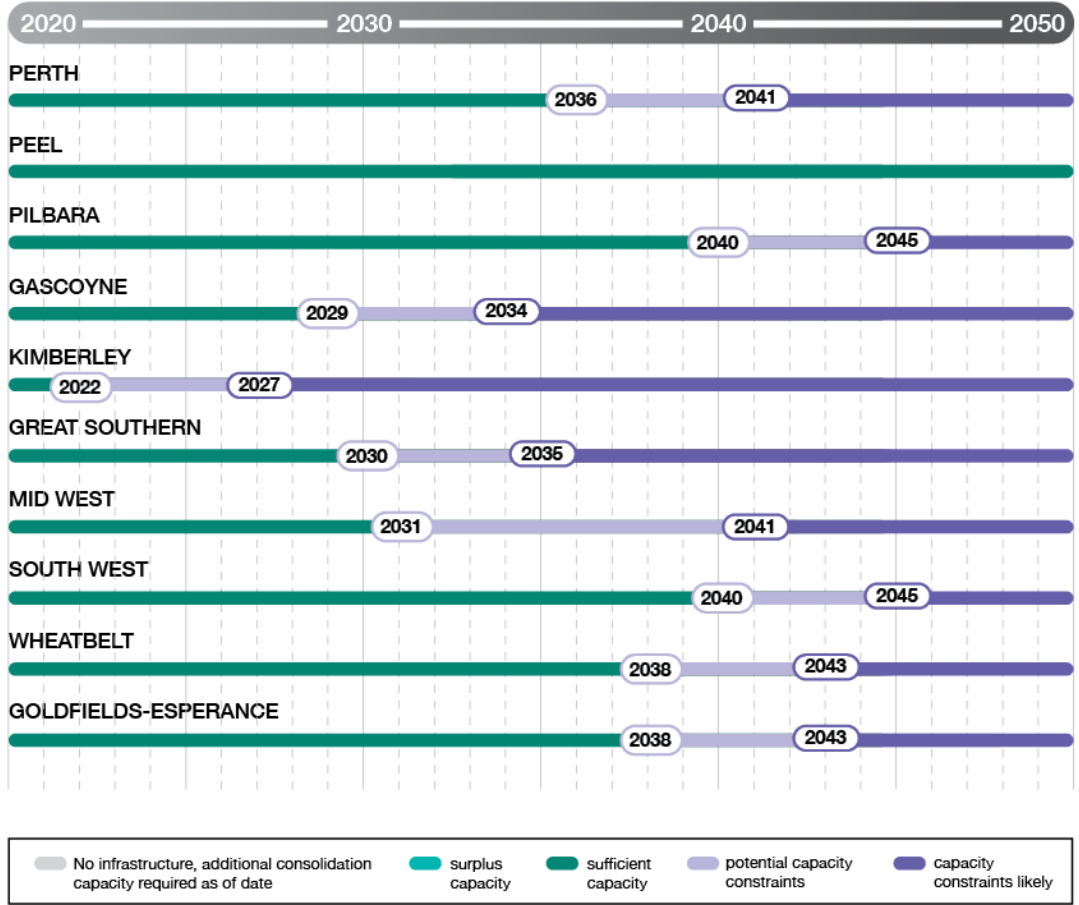 2020 2030 2040 2050
PERTH
2036 2041
PEEL
PILBARA
2040 2045
GASCOYNE
2029 2034
KIMBERLEY
2022 2027
GREAT SOUTHERN
2030 2035
MID WEST
2031 2041
SOUTH WEST
2040 2045
WHEATBELT
2038 2043
GOLDFIELDS-ESPERANCE
2038 2043
No infrastructure, additional consolidation
capacity required as of date
surplus
capacity
sufficient
capacity
potential capacity
constraints
capacity
constraints likely